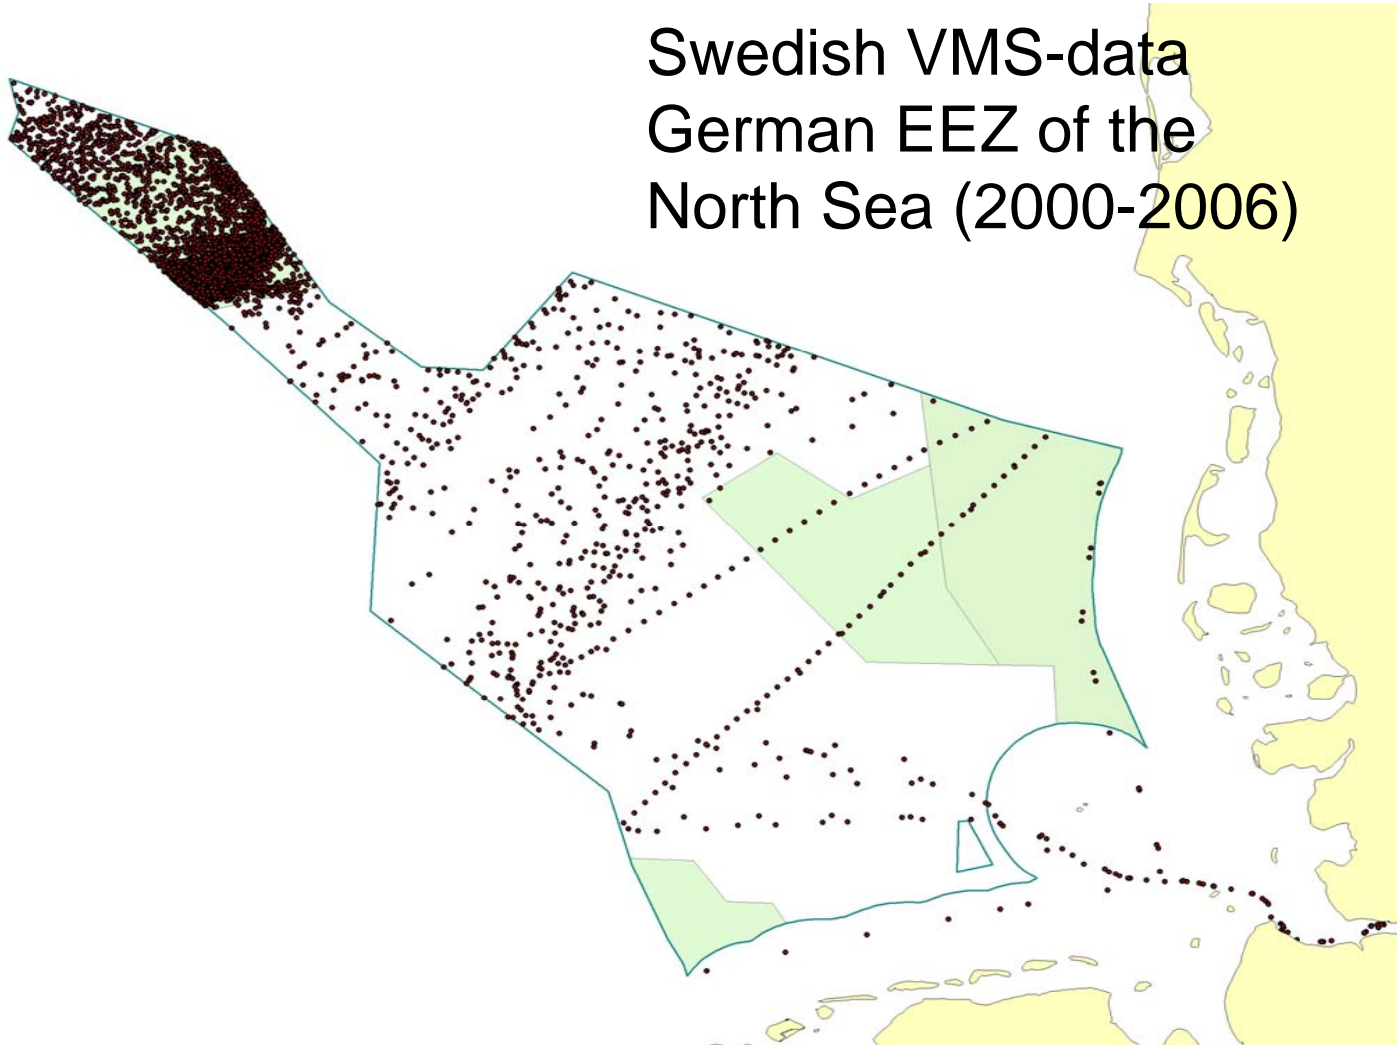 Swedish VMS-data
German EEZ of the
North Sea (2000-2006)